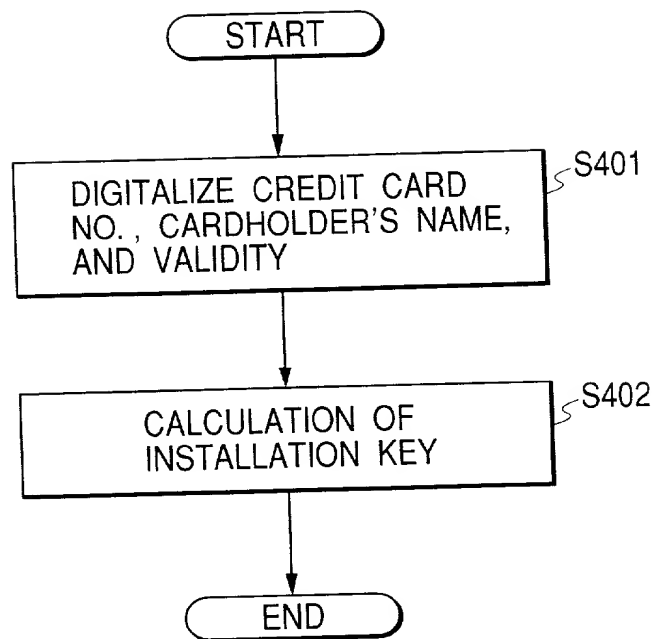 START
S401
DIGITALIZE CREDIT CARD
NO., CARDHOLDER'S NAME,
AND VALIDITY
S402
CALCULATION OF
INSTALLATION KEY
END